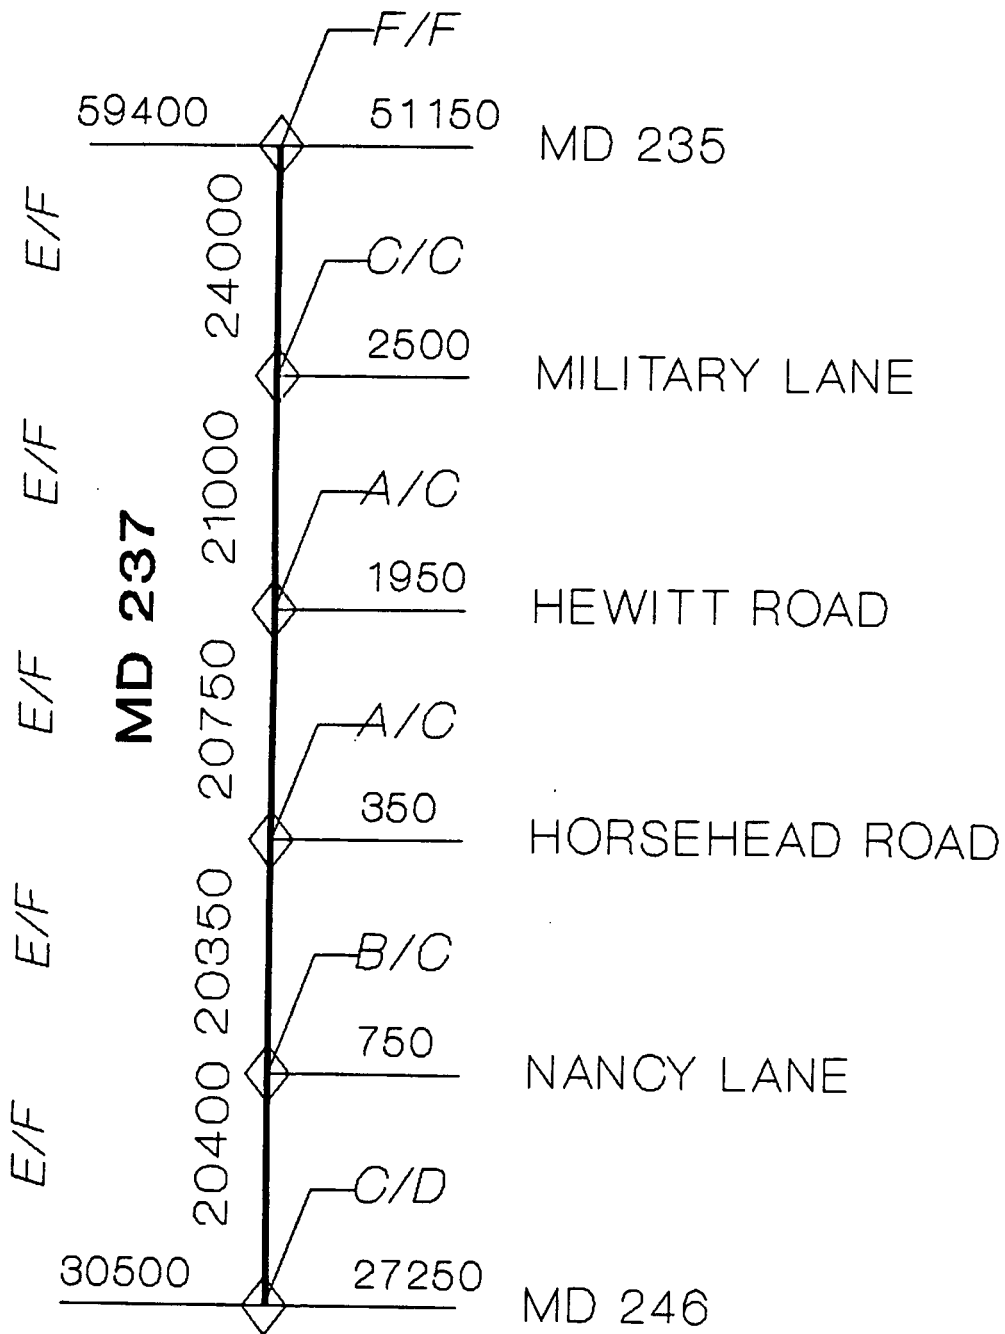 F/F
59400 51150 MD 235
E/F
24000
C/C
2500 MILITARY LANE
E/F
21000
A/C
MD 237
1950 HEWITT ROAD
E/F
20750
A/C
350 HORSEHEAD ROAD
E/F
20350
B/C
750 NANCY LANE
E/F
20400
C/D
30500 27250 MD 246